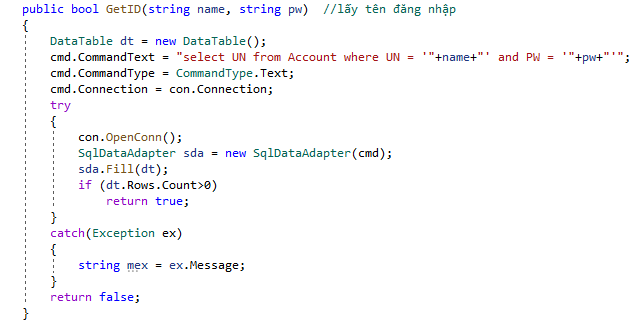 public bool GetID(string name, string pw)  //lấy tên đăng nhập
{
    DataTable dt = new DataTable();
    cmd.CommandText = "select UN from Account where UN = '"+name+"' and PW = '"+pw+"'";
    cmd.CommandType = CommandType.Text;
    cmd.Connection = con.Connection;
    try
    {
        con.OpenConn();
        SqlDataAdapter sda = new SqlDataAdapter(cmd);
        sda.Fill(dt);
        if (dt.Rows.Count>0)
            return true;
    }
    catch(Exception ex)
    {
        string mex = ex.Message;
    }
    return false;
}